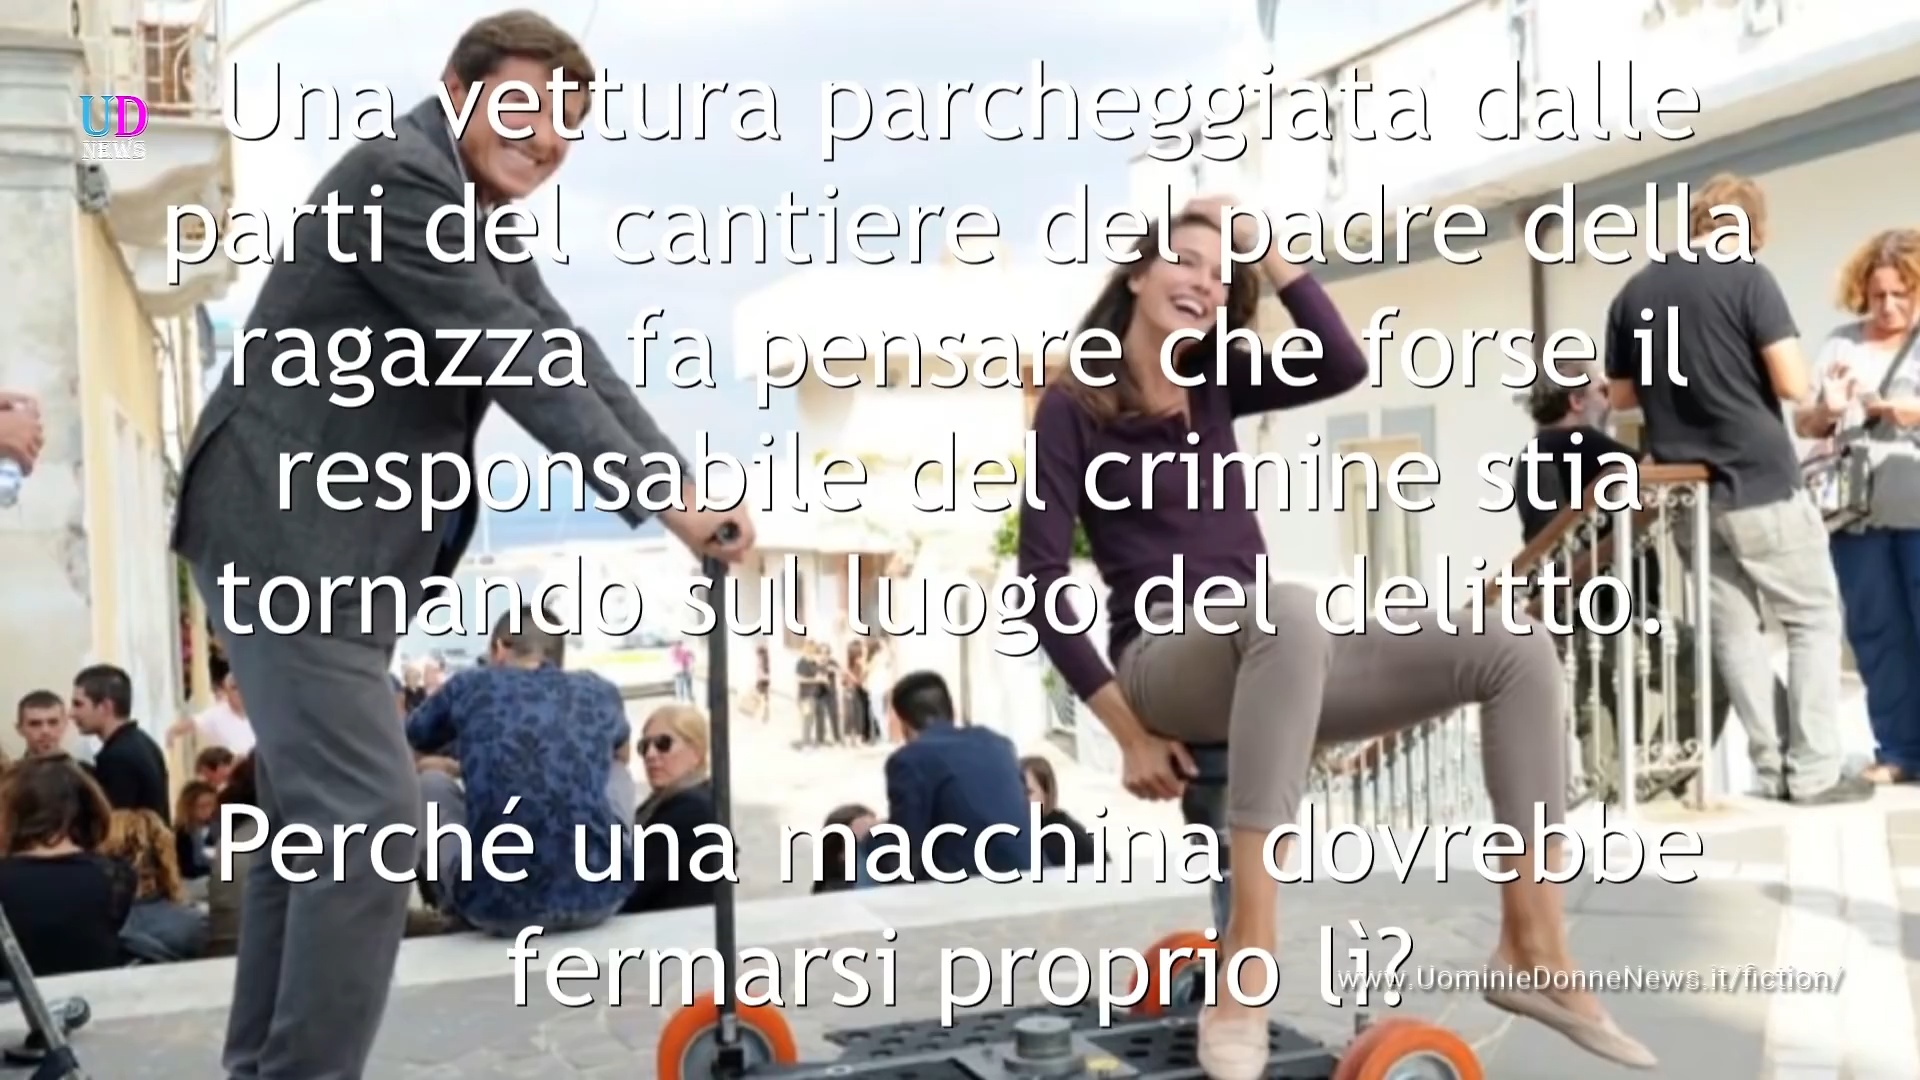 UD
NEWS
Una vettura parcheggiata dalle
parti del cantiere del padre della
ragazza fa pensare che forse il
responsabile del crimine stia
tornando sul luogo del delitto.
Perché una macchina dovrebbe
fermarsi proprio lì?
www.UominieDonneNews.it/fiction/